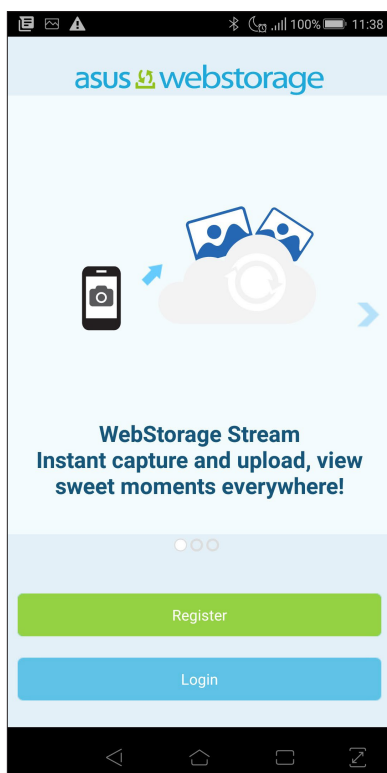 100% 11:38
asus webstorage
WebStorage Stream
Instant capture and upload, view
sweet moments everywhere!
Register
Login